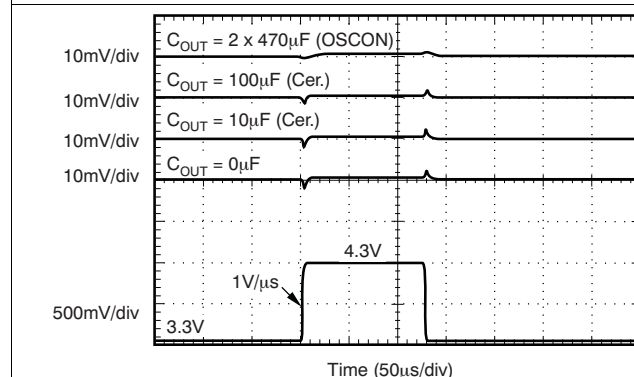 C_OUT = 2 x 470µF (OSCON)
10mV/div
C_OUT = 100µF (Cer.)
10mV/div
C_OUT = 10µF (Cer.)
10mV/div
C_OUT = 0µF
10mV/div
4.3V
1V/µs
500mV/div
3.3V
Time (50µs/div)